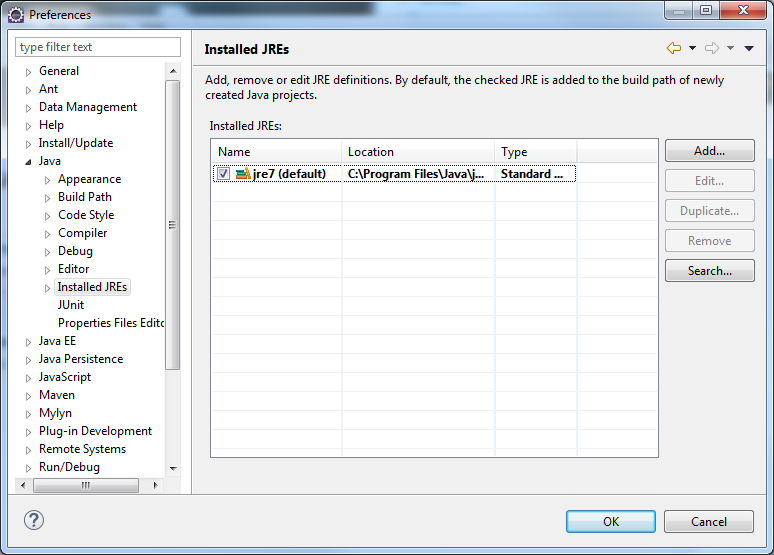 Preferences
type filter text
General
Ant
Data Management
Help
Install/Update
Java
Appearance
Build Path
Code Style
Compiler
Debug
Editor
Installed JREs
JUnit
Properties Files Edito
Java EE
Java Persistence
JavaScript
Maven
Mylyn
Plug-in Development
Remote Systems
Run/Debug
Installed JREs
Add, remove or edit JRE definitions. By default, the checked JRE is added to the build path of newly
created Java projects.
Installed JREs:
Name Location Type
jre7 (default) C:\Program Files\Java\j... Standard ...
Add...
Edit...
Duplicate...
Remove
Search...
?
OK Cancel